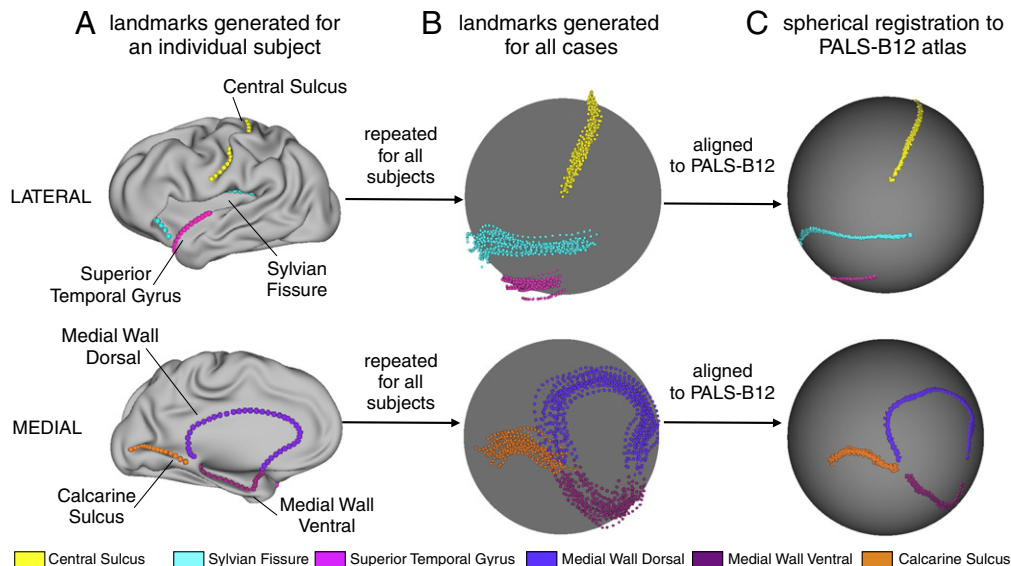 A landmarks generated for
an individual subject
B landmarks generated
for all cases
C spherical registration to
PALS-B12 atlas
LATERAL
Central Sulcus
Superior
Temporal Gyrus
Sylvian
Fissure
repeated
for all
subjects
aligned
to PALS-B12
MEDIAL
Medial Wall
Dorsal
Calcarine
Sulcus
Medial Wall
Ventral
repeated
for all
subjects
aligned
to PALS-B12
Central Sulcus
Sylvian Fissure
Superior Temporal Gyrus
Medial Wall Dorsal
Medial Wall Ventral
Calcarine Sulcus